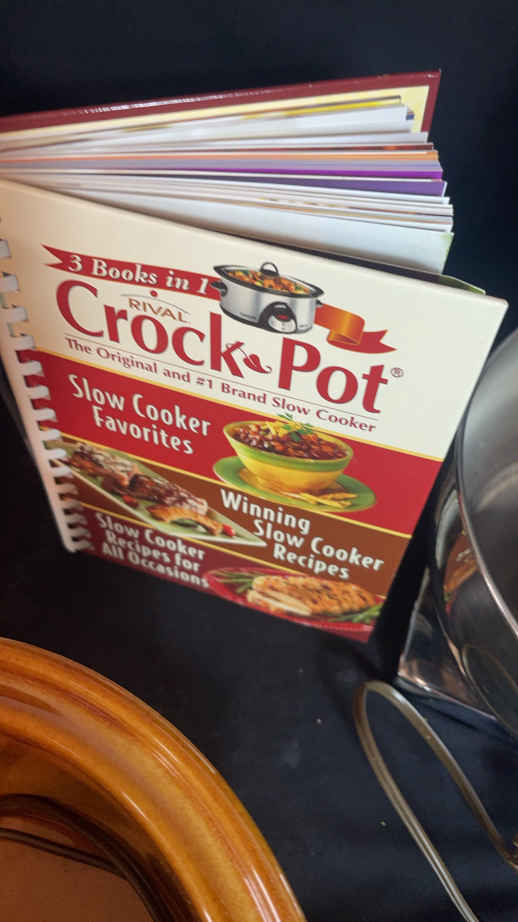 3 Books in 1
RIVAL
Crock Pot®
The Original and #1 Brand Slow Cooker
Slow Cooker
Favorites
Winning
Slow Cooker
Recipes
Slow Cooker
Recipes for
All Occasions